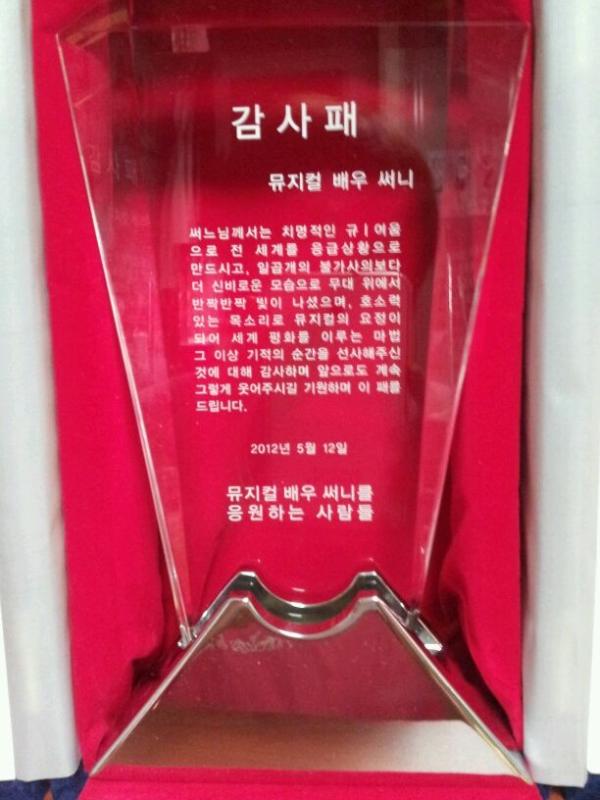 감사패
뮤지컬 배우 써니
써느님께서는 치명적인 규ㅣ여움
으로 전 세계를 응급상황으로
만드시고, 일곱개의 불가사의보다
더 신비로운 모습으로 무대 위에서
반짝반짝 빛이 나셨으며, 호소력
있는 목소리로 뮤지컬의 요정이
되어 세계 평화를 이루는 마법
그 이상 기적의 순간을 선사해주신
것에 대해 감사하며 앞으로도 계속
그렇게 웃어주시길 기원하며 이 패를
드립니다.
2012년 5월 12일
뮤지컬 배우 써니를
응원하는 사람들